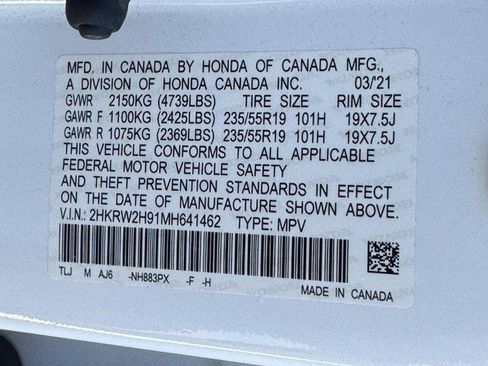 MFD. IN CANADA BY HONDA OF CANADA MFG.,
A DIVISION OF HONDA CANADA INC. 03/'21
GVWR 2150KG (4739LBS) TIRE SIZE RIM SIZE
GAWR F 1100KG (2425LBS) 235/55R19 101H 19X7.5J
GAWR R 1075KG (2369LBS) 235/55R19 101H 19X7.5J
THIS VEHICLE CONFORMS TO ALL APPLICABLE
FEDERAL MOTOR VEHICLE SAFETY
AND THEFT PREVENTION STANDARDS IN EFFECT
ON THE DATE OF MANUFACTURE SHOWN ABOVE.
V.I.N.: 2HKRW2H91MH641462 TYPE: MPV
TLJ M AJ6 -NH883PX -F -H
MADE IN CANADA